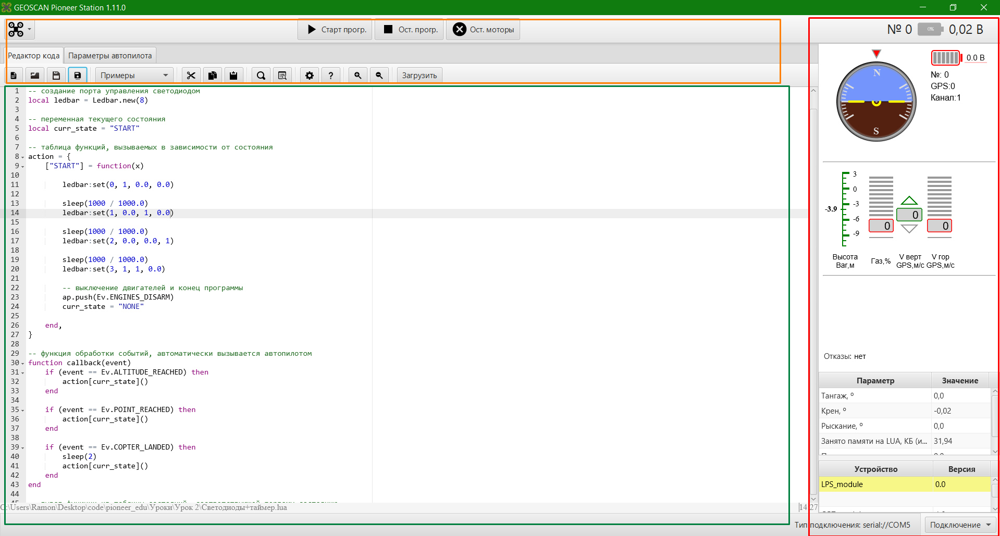 GEOSCAN Pioneer Station 1.11.0
Старт прогр. Ост. прогр. Ост. моторы
№ 0 0% 0,02 В
Редактор кода Параметры автопилота
Примеры Загрузить
1 -- создание порта управления светодиодом
2 local ledbar = Ledbar.new(8)
3
4 -- переменная текущего состояния
5 local curr_state = "START"
6
7 -- таблица функций, вызываемых в зависимости от состояния
8 action = {
9 ["START"] = function(x)
10
11 ledbar:set(0, 1, 0.0, 0.0)
12
13 sleep(1000 / 1000.0)
14 ledbar:set(1, 0.0, 1, 0.0)
15
16 sleep(1000 / 1000.0)
17 ledbar:set(2, 0.0, 0.0, 1)
18
19 sleep(1000 / 1000.0)
20 ledbar:set(3, 1, 1, 0.0)
21
22 -- выключение двигателей и конец программы
23 ap.push(Ev.ENGINES_DISARM)
24 curr_state = "NONE"
25
26 end,
27 }
28
29 -- функция обработки событий, автоматически вызывается автопилотом
30 function callback(event)
31 if (event == Ev.ALTITUDE_REACHED) then
32 action[curr_state]()
33 end
34
35 if (event == Ev.POINT_REACHED) then
36 action[curr_state]()
37 end
38
39 if (event == Ev.COPTER_LANDED) then
40 sleep(2)
41 action[curr_state]()
42 end
43 end
44
C:\Users\Ramon\Desktop\code\pioneer_edu\Уроки\Урок 2\Светодиоды+таймер.lua
14:27
N
S
0.0 В
№: 0
GPS:0
Канал:1
3
0
-3
-6
-9
-3.9
0
0
0
Высота
Ваг,м
Газ,%
V верт
GPS,м/с
V гор
GPS,м/с
Отказы: нет
Параметр Значение
Тангаж, º 0,0
Крен, º -0,02
Рыскание, º 0,0
Занято памяти на LUA, КБ (и... 31,94
Устройство Версия
LPS_module 0.0
Тип подключения: serial://COM5 Подключение